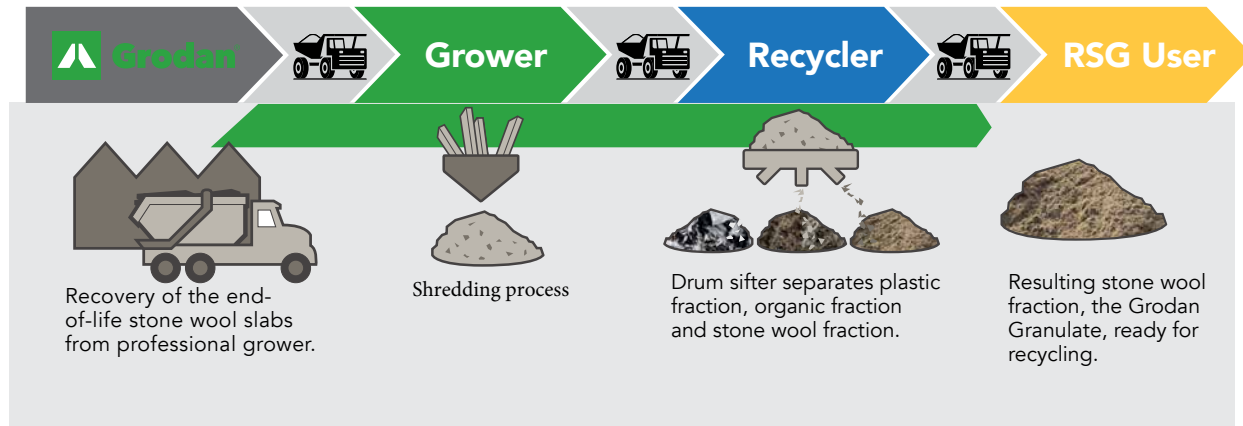 Grodan
Grower
Recycler
RSG User
Recovery of the end-
of-life stone wool slabs
from professional grower.
Shredding process
Drum sifter separates plastic
fraction, organic fraction
and stone wool fraction.
Resulting stone wool
fraction, the Grodan
Granulate, ready for
recycling.